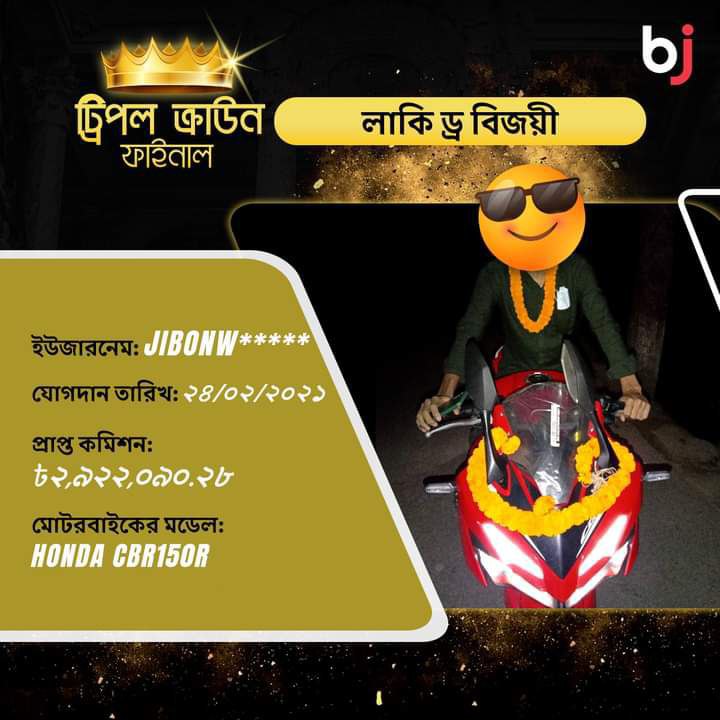 bj
ট্রিপল ক্রাউন
ফাইনাল
লাকি ড্র বিজয়ী
ইউজারনেম: JIBONW*****
যোগদান তারিখ: ২৪/০২/২০২১
প্রাপ্ত কমিশন:
৳২,৯২২,০৯০.২৮
মোটরবাইকের মডেল:
HONDA CBR150R